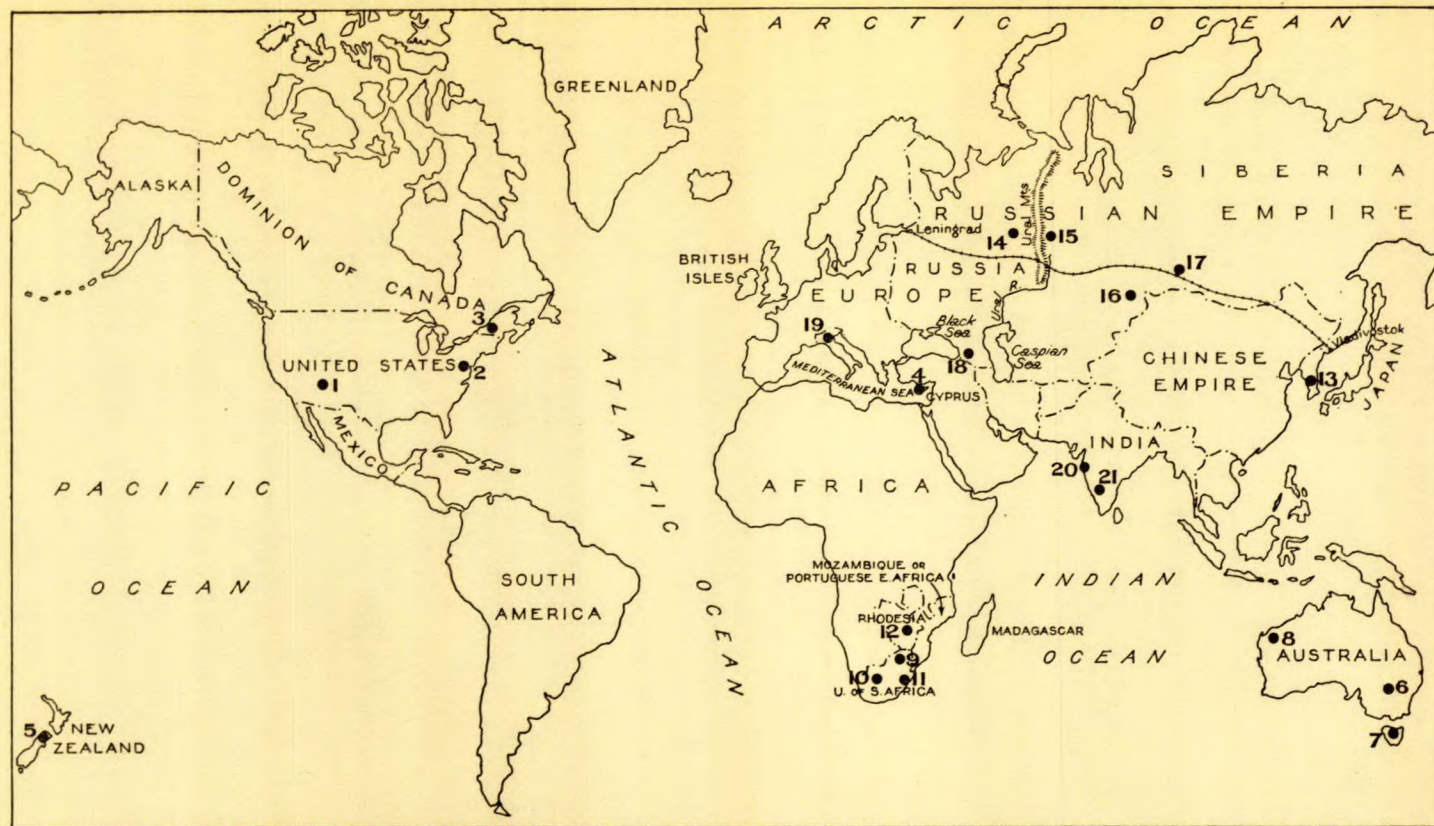 ARCTIC OCEAN
GREENLAND
ALASKA
DOMINION
OF
CANADA
SIBERIA
RUSSIAN EMPIRE
Leningrad
14
Ural Mts
15
BRITISH
ISLES
RUSSIA
17
EUROPE
Ural R.
16
3
19
Black
Sea
Caspian
Sea
18
Vladivostok
UNITED STATES
2
1
MEDITERRANEAN SEA
4
CYPRUS
CHINESE
EMPIRE
13
JAPAN
MEXICO
ATLANTIC
OCEAN
INDIA
20
21
PACIFIC
OCEAN
AFRICA
SOUTH
AMERICA
MOZAMBIQUE OR
PORTUGUESE E. AFRICA
INDIAN
OCEAN
RHODESIA
12
MADAGASCAR
9
10
11
U. OF S. AFRICA
8
AUSTRALIA
6
7
5
NEW
ZEALAND